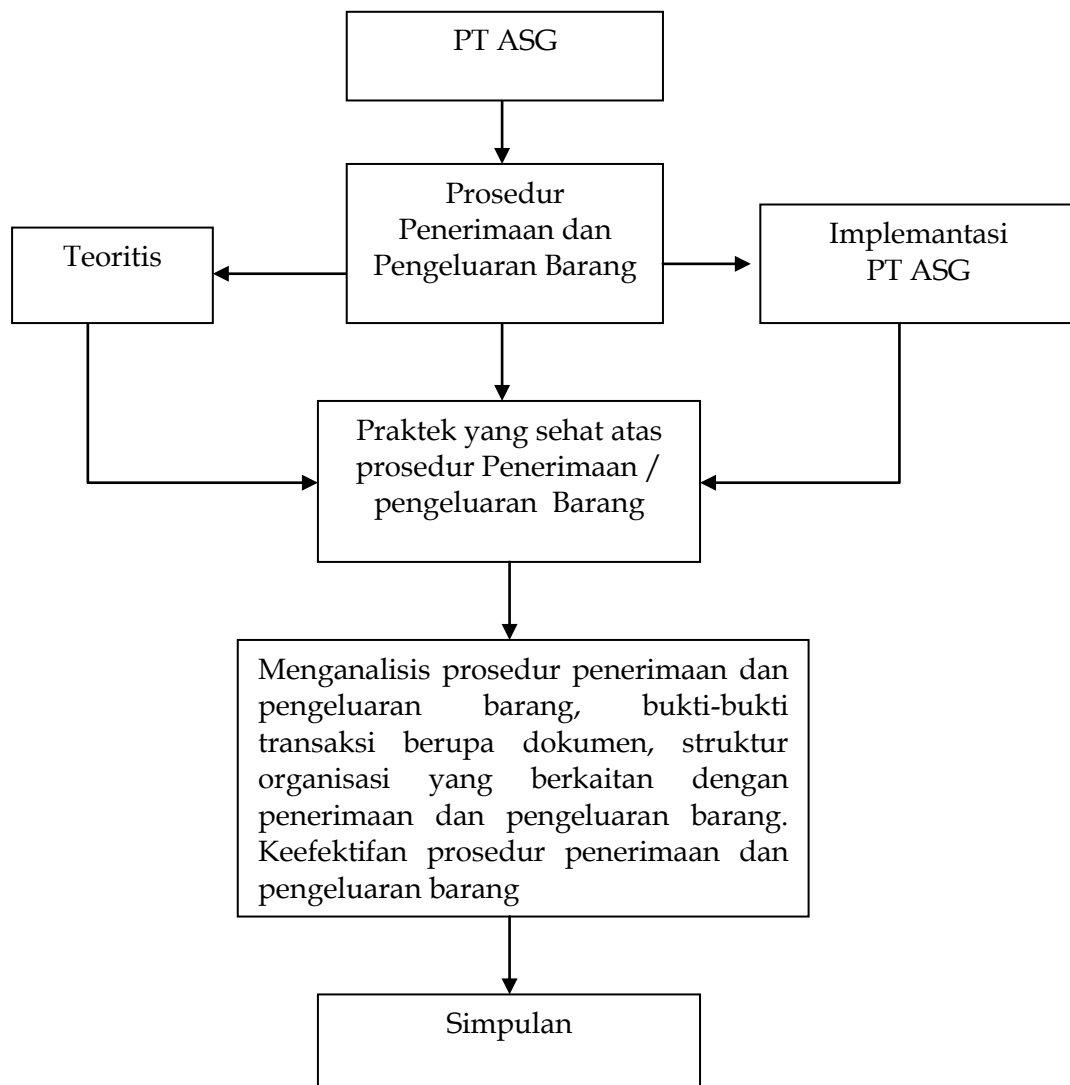 PT ASG
Prosedur
Penerimaan dan
Pengeluaran Barang
Teoritis
Implemantasi
PT ASG
Praktek yang sehat atas
prosedur Penerimaan /
pengeluaran Barang
Menganalisis prosedur penerimaan dan
pengeluaran barang, bukti-bukti
transaksi berupa dokumen, struktur
organisasi yang berkaitan dengan
penerimaan dan pengeluaran barang.
Keefektifan prosedur penerimaan dan
pengeluaran barang
Simpulan